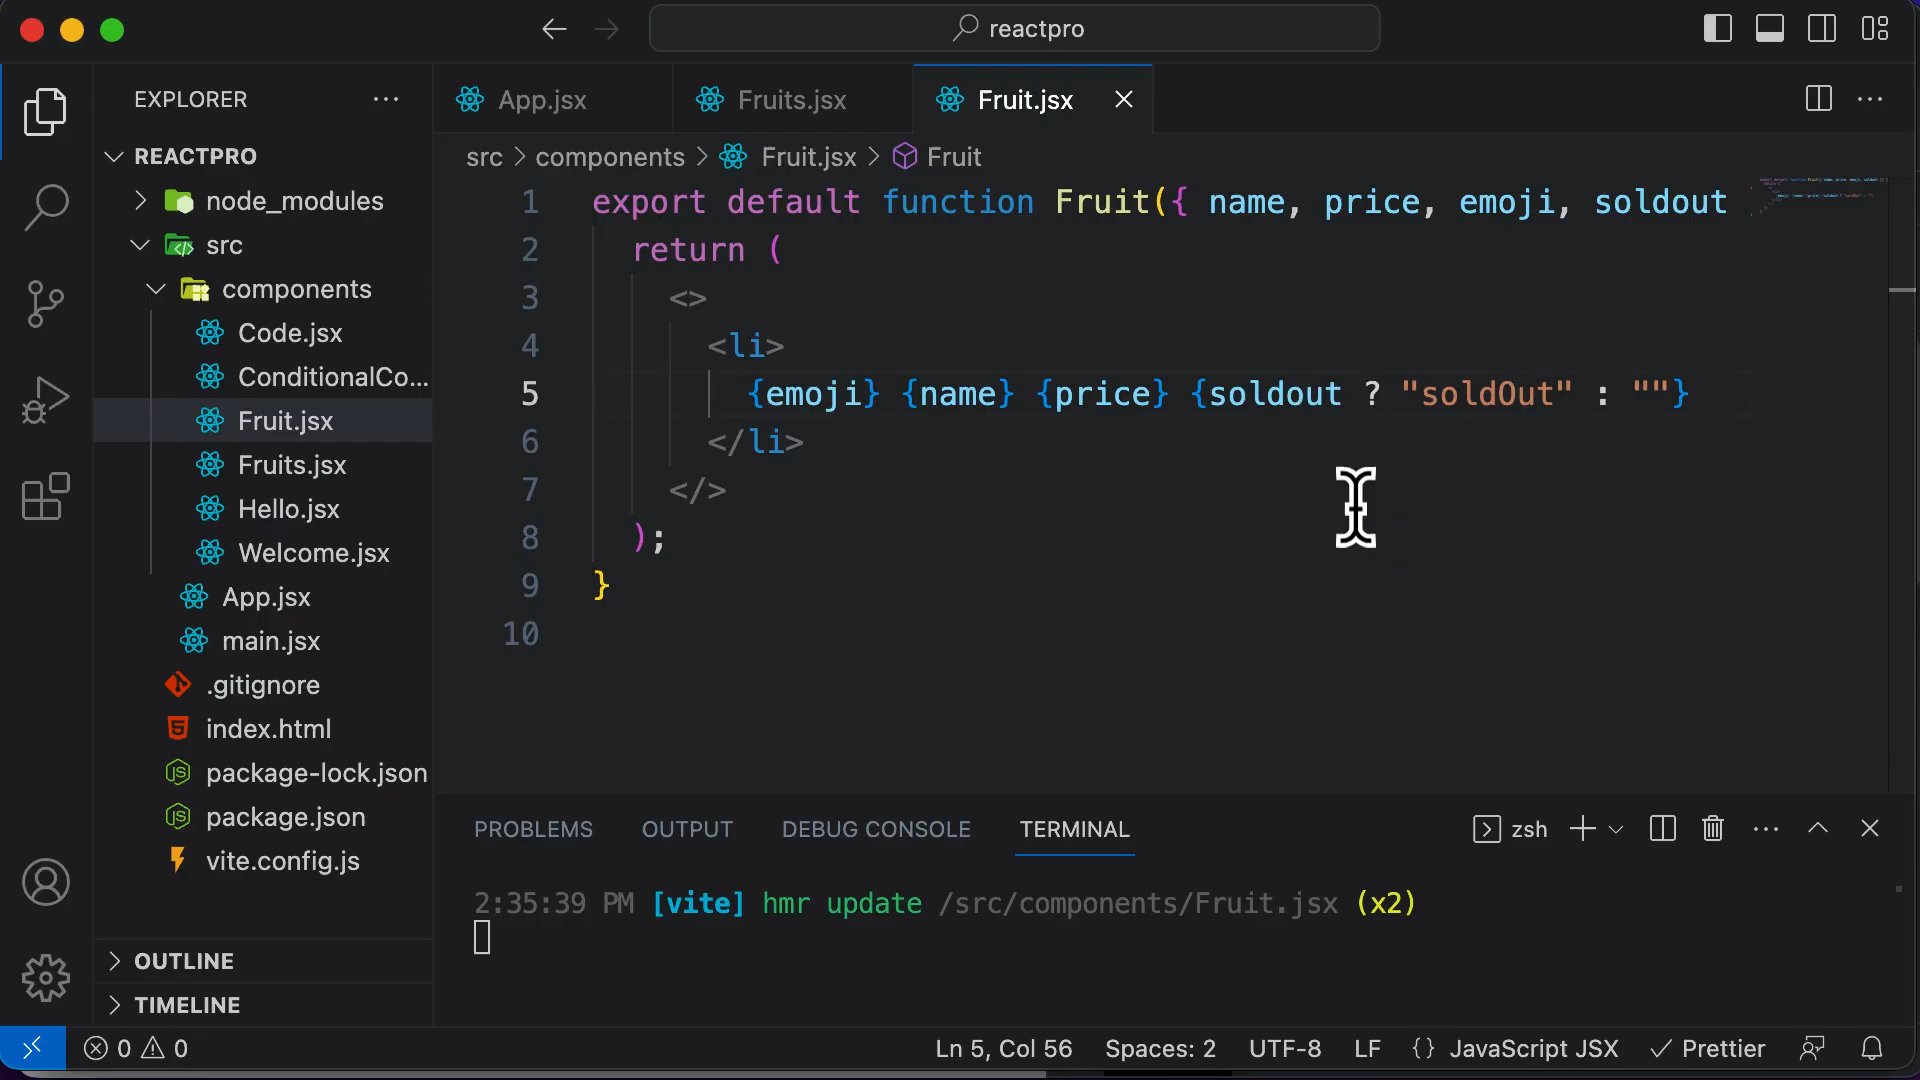 reactpro
EXPLORER
REACTPRO
node_modules
src
components
Code.jsx
ConditionalCo...
Fruit.jsx
Fruits.jsx
Hello.jsx
Welcome.jsx
App.jsx
main.jsx
.gitignore
index.html
package-lock.json
package.json
vite.config.js
OUTLINE
TIMELINE
App.jsx
Fruits.jsx
Fruit.jsx
src > components > Fruit.jsx > Fruit
1 export default function Fruit({ name, price, emoji, soldout
2 return (
3 <>
4 <li>
5 {emoji} {name} {price} {soldout ? "soldOut" : ""}
6 </li>
7 </>
8 );
9 }
10
PROBLEMS OUTPUT DEBUG CONSOLE TERMINAL
zsh
2:35:39 PM [vite] hmr update /src/components/Fruit.jsx (x2)
0 0
Ln 5, Col 56 Spaces: 2 UTF-8 LF {} JavaScript JSX Prettier